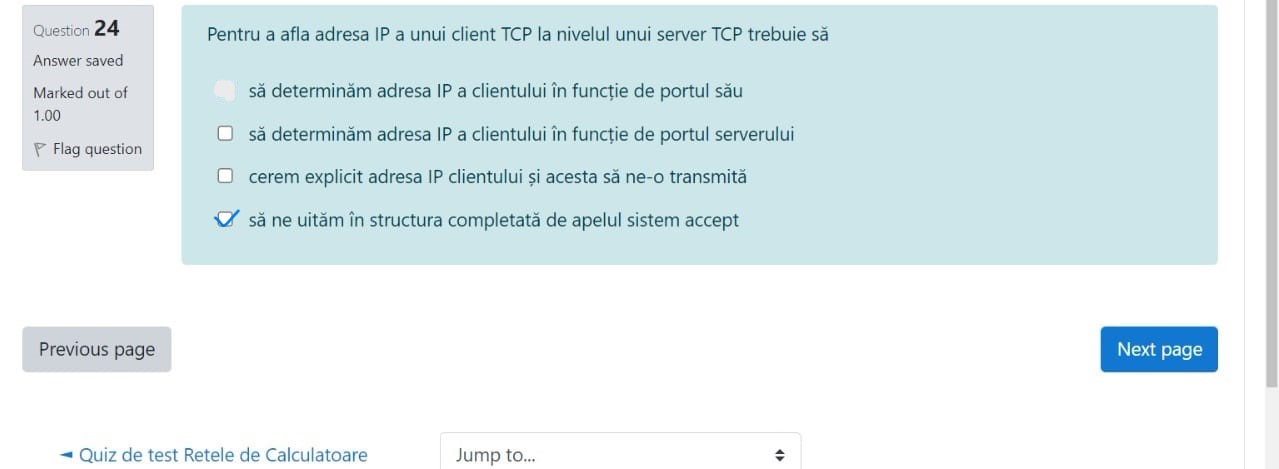 Question 24
Answer saved
Marked out of
1.00
Flag question
Pentru a afla adresa IP a unui client TCP la nivelul unui server TCP trebuie să
să determinăm adresa IP a clientului în funcție de portul său
să determinăm adresa IP a clientului în funcție de portul serverului
cerem explicit adresa IP clientului și acesta să ne-o transmită
să ne uităm în structura completată de apelul sistem accept
Previous page
Next page
◄ Quiz de test Retele de Calculatoare
Jump to...